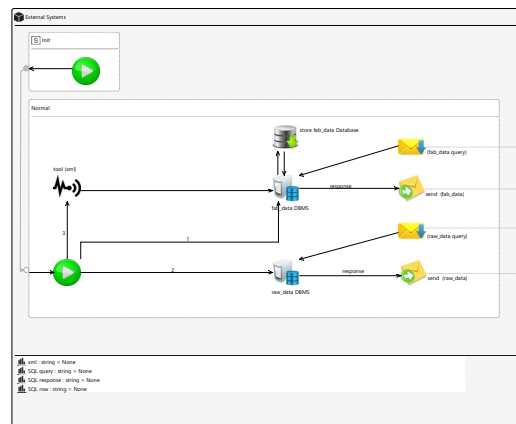 External Systems
S Init
Normal
store fab_data Database
(fab_data query)
tool (xml)
response
send (fab_data)
fab_data DBMS
3
1
(raw_data query)
2
response
send (raw_data)
raw_data DBMS
xml : string = None
SQL query : string = None
SQL response : string = None
SQL row : string = None